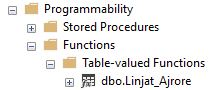 Programmability
Stored Procedures
Functions
Table-valued Functions
dbo.Linjat_Ajrore